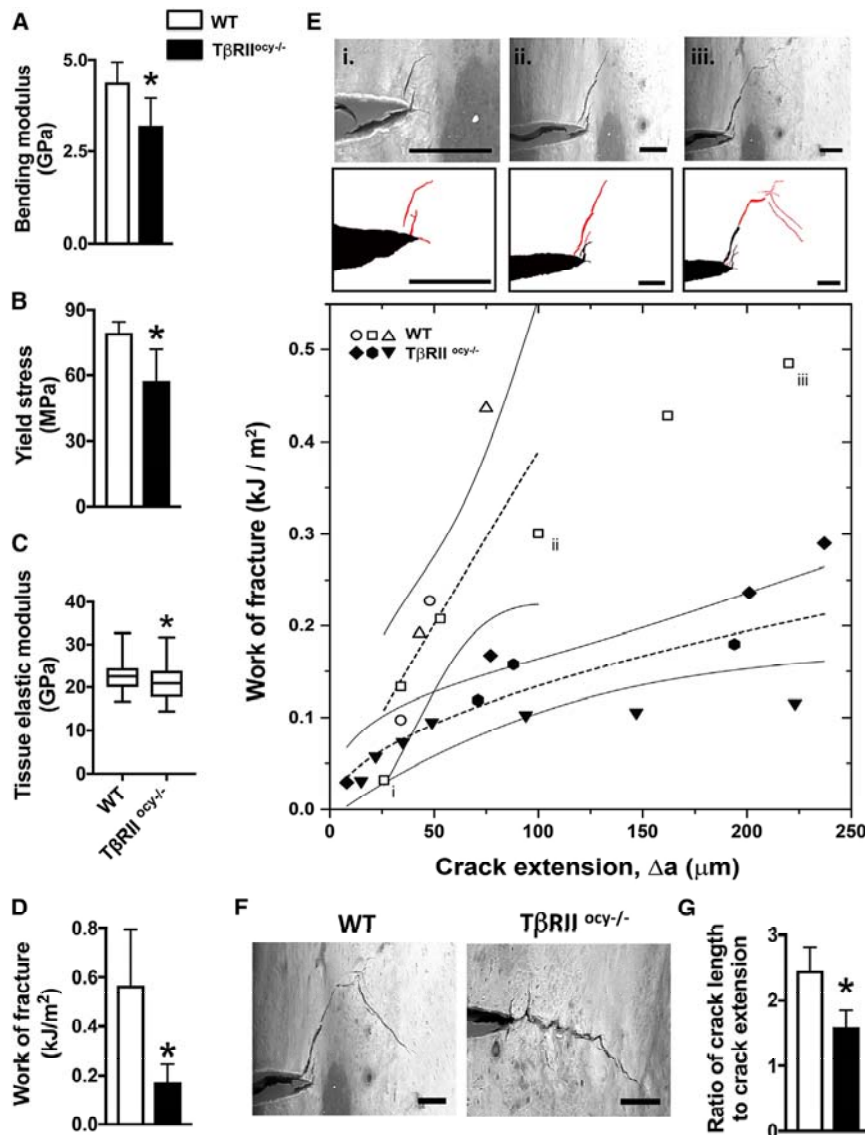 A
WT
TβRII ocy-/-
Bending modulus
(GPa)
5.0
2.5
0.0
*
B
Yield stress
(MPa)
90
60
30
0
*
C
Tissue elastic modulus
(GPa)
40
30
20
10
0
*
WT
TβRII ocy-/-
D
Work of fracture
(kJ/m²)
0.8
0.6
0.4
0.2
0.0
*
E
i.
ii.
iii.
WT
TβRII ocy-/-
Work of fracture (kJ / m²)
0.5
0.4
0.3
0.2
0.1
0.0
i
ii
iii
0
50
100
150
200
250
Crack extension, Δa (μm)
F
WT
TβRII ocy-/-
G
Ratio of crack length
to crack extension
3
2
1
*